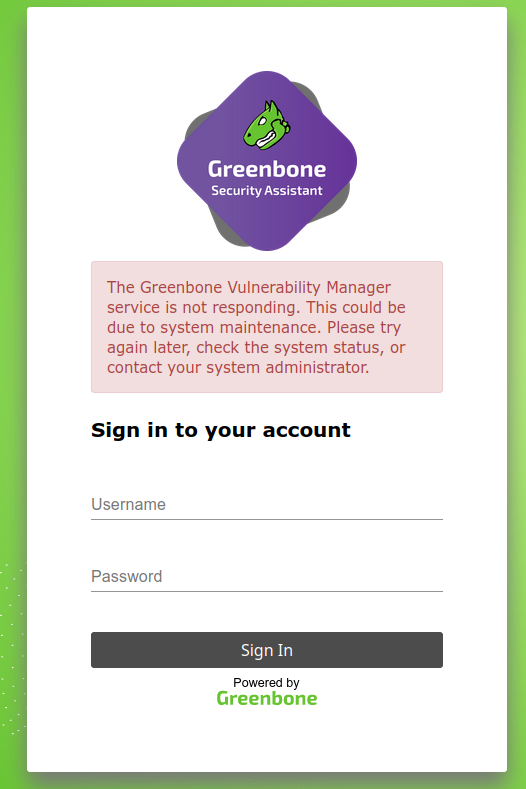 Greenbone
Security Assistant
The Greenbone Vulnerability Manager
service is not responding. This could be
due to system maintenance. Please try
again later, check the system status, or
contact your system administrator.
Sign in to your account
Username
Password
Sign In
Powered by
Greenbone